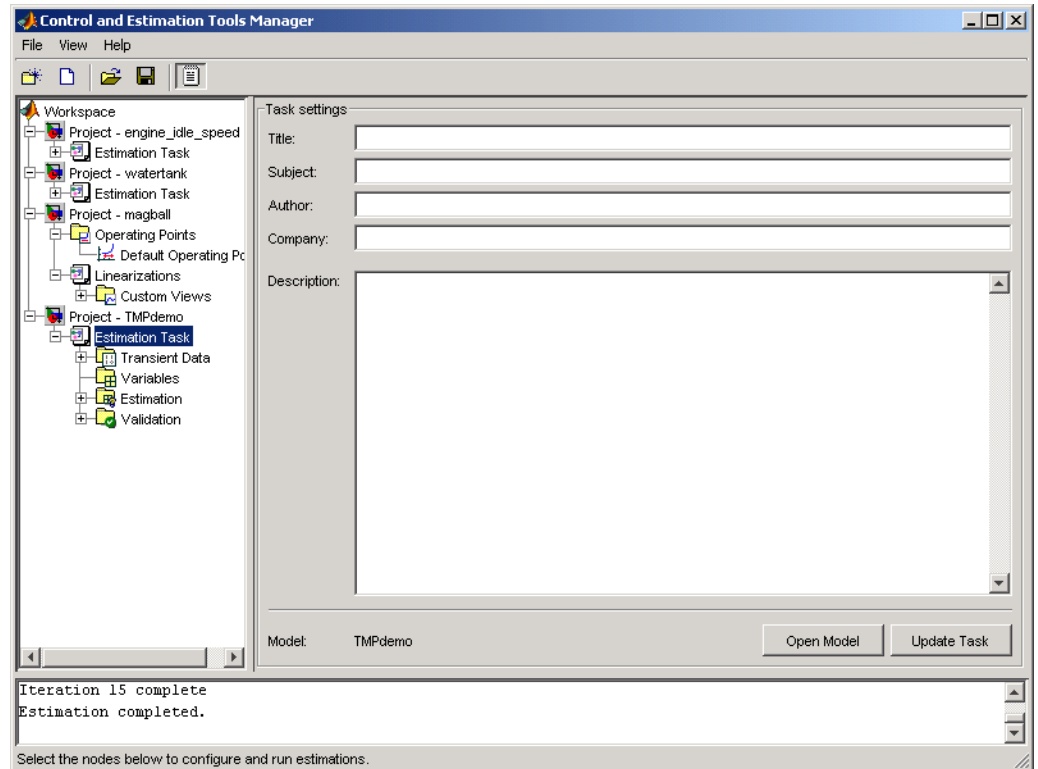 Control and Estimation Tools Manager
File View Help
Workspace
Project - engine_idle_speed
Estimation Task
Project - watertank
Estimation Task
Project - magball
Operating Points
Default Operating Po
Linearizations
Custom Views
Project - TMPdemo
Estimation Task
Transient Data
Variables
Estimation
Validation
Task settings
Title:
Subject:
Author:
Company:
Description:
Model: TMPdemo
Open Model
Update Task
Iteration 15 complete
Estimation completed.
Select the nodes below to configure and run estimations.